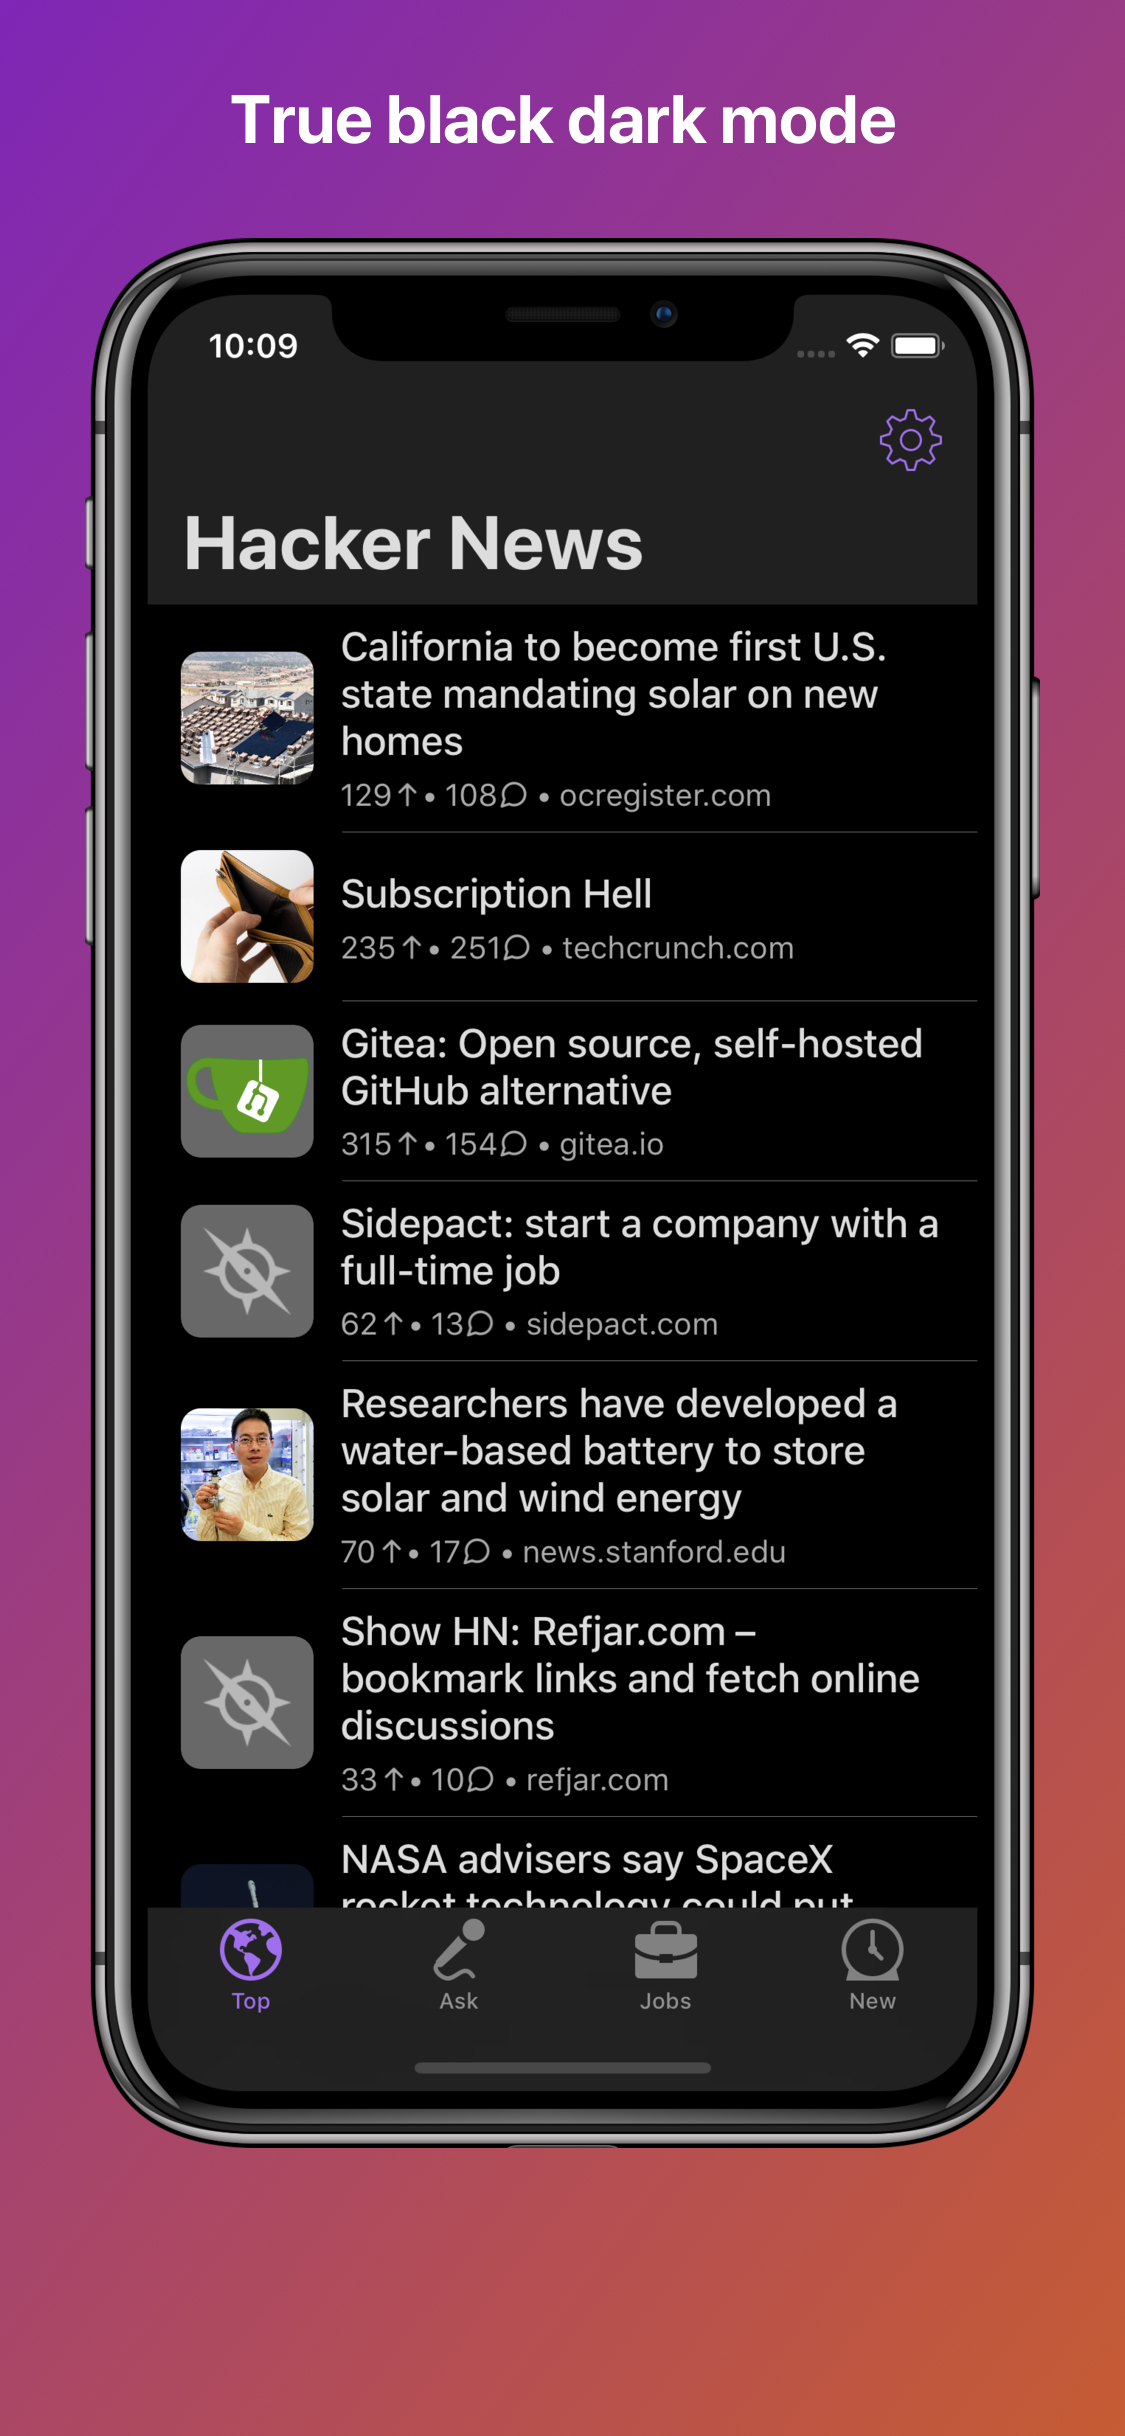 True black dark mode
10:09
Hacker News
California to become first U.S.
state mandating solar on new
homes
129↑ • 108 • ocregister.com
Subscription Hell
235↑ • 251 • techcrunch.com
Gitea: Open source, self-hosted
GitHub alternative
315↑ • 154 • gitea.io
Sidepact: start a company with a
full-time job
62↑ • 13 • sidepact.com
Researchers have developed a
water-based battery to store
solar and wind energy
70↑ • 17 • news.stanford.edu
Show HN: Refjar.com –
bookmark links and fetch online
discussions
33↑ • 10 • refjar.com
NASA advisers say SpaceX
rocket technology could put
Top
Ask
Jobs
New